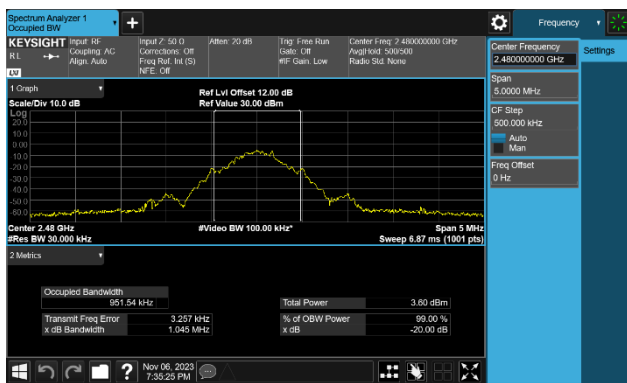 Spectrum Analyzer 1
Occupied BW
+
Frequency
KEYSIGHT
Input: RF
Coupling: AC
Align: Auto
Input Z: 50 Ω
Corrections: Off
Freq Ref: Int (S)
NFE: Off
Atten: 20 dB
Trig: Free Run
Gate: Off
#IF Gain: Low
Center Freq: 2.480000000 GHz
Avg|Hold: 500/500
Radio Std: None
R L
LXI
Center Frequency
2.480000000 GHz
Settings
Span
5.0000 MHz
CF Step
500.000 kHz
Auto
Man
Freq Offset
0 Hz
1 Graph
Scale/Div 10.0 dB
Ref Lvl Offset 12.00 dB
Ref Value 30.00 dBm
Log
20.0
10.0
0.00
-10.0
-20.0
-30.0
-40.0
-50.0
-60.0
Center 2.48 GHz
#Res BW 30.000 kHz
#Video BW 100.00 kHz*
Span 5 MHz
Sweep 6.87 ms (1001 pts)
2 Metrics
Occupied Bandwidth
951.54 kHz
Total Power 3.60 dBm
Transmit Freq Error 3.257 kHz
% of OBW Power 99.00 %
x dB Bandwidth 1.045 MHz
x dB -20.00 dB
?
Nov 06, 2023
7:35:25 PM